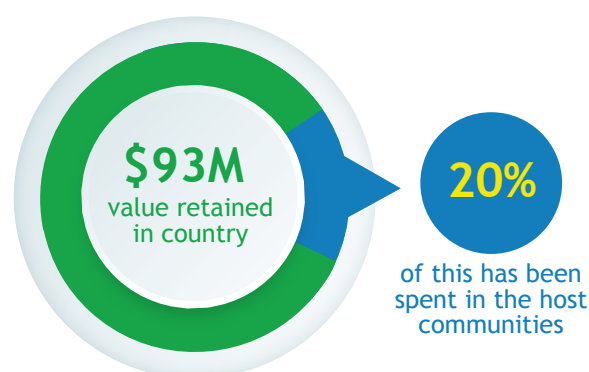 $93M
value retained
in country
20%
of this has been
spent in the host
communities